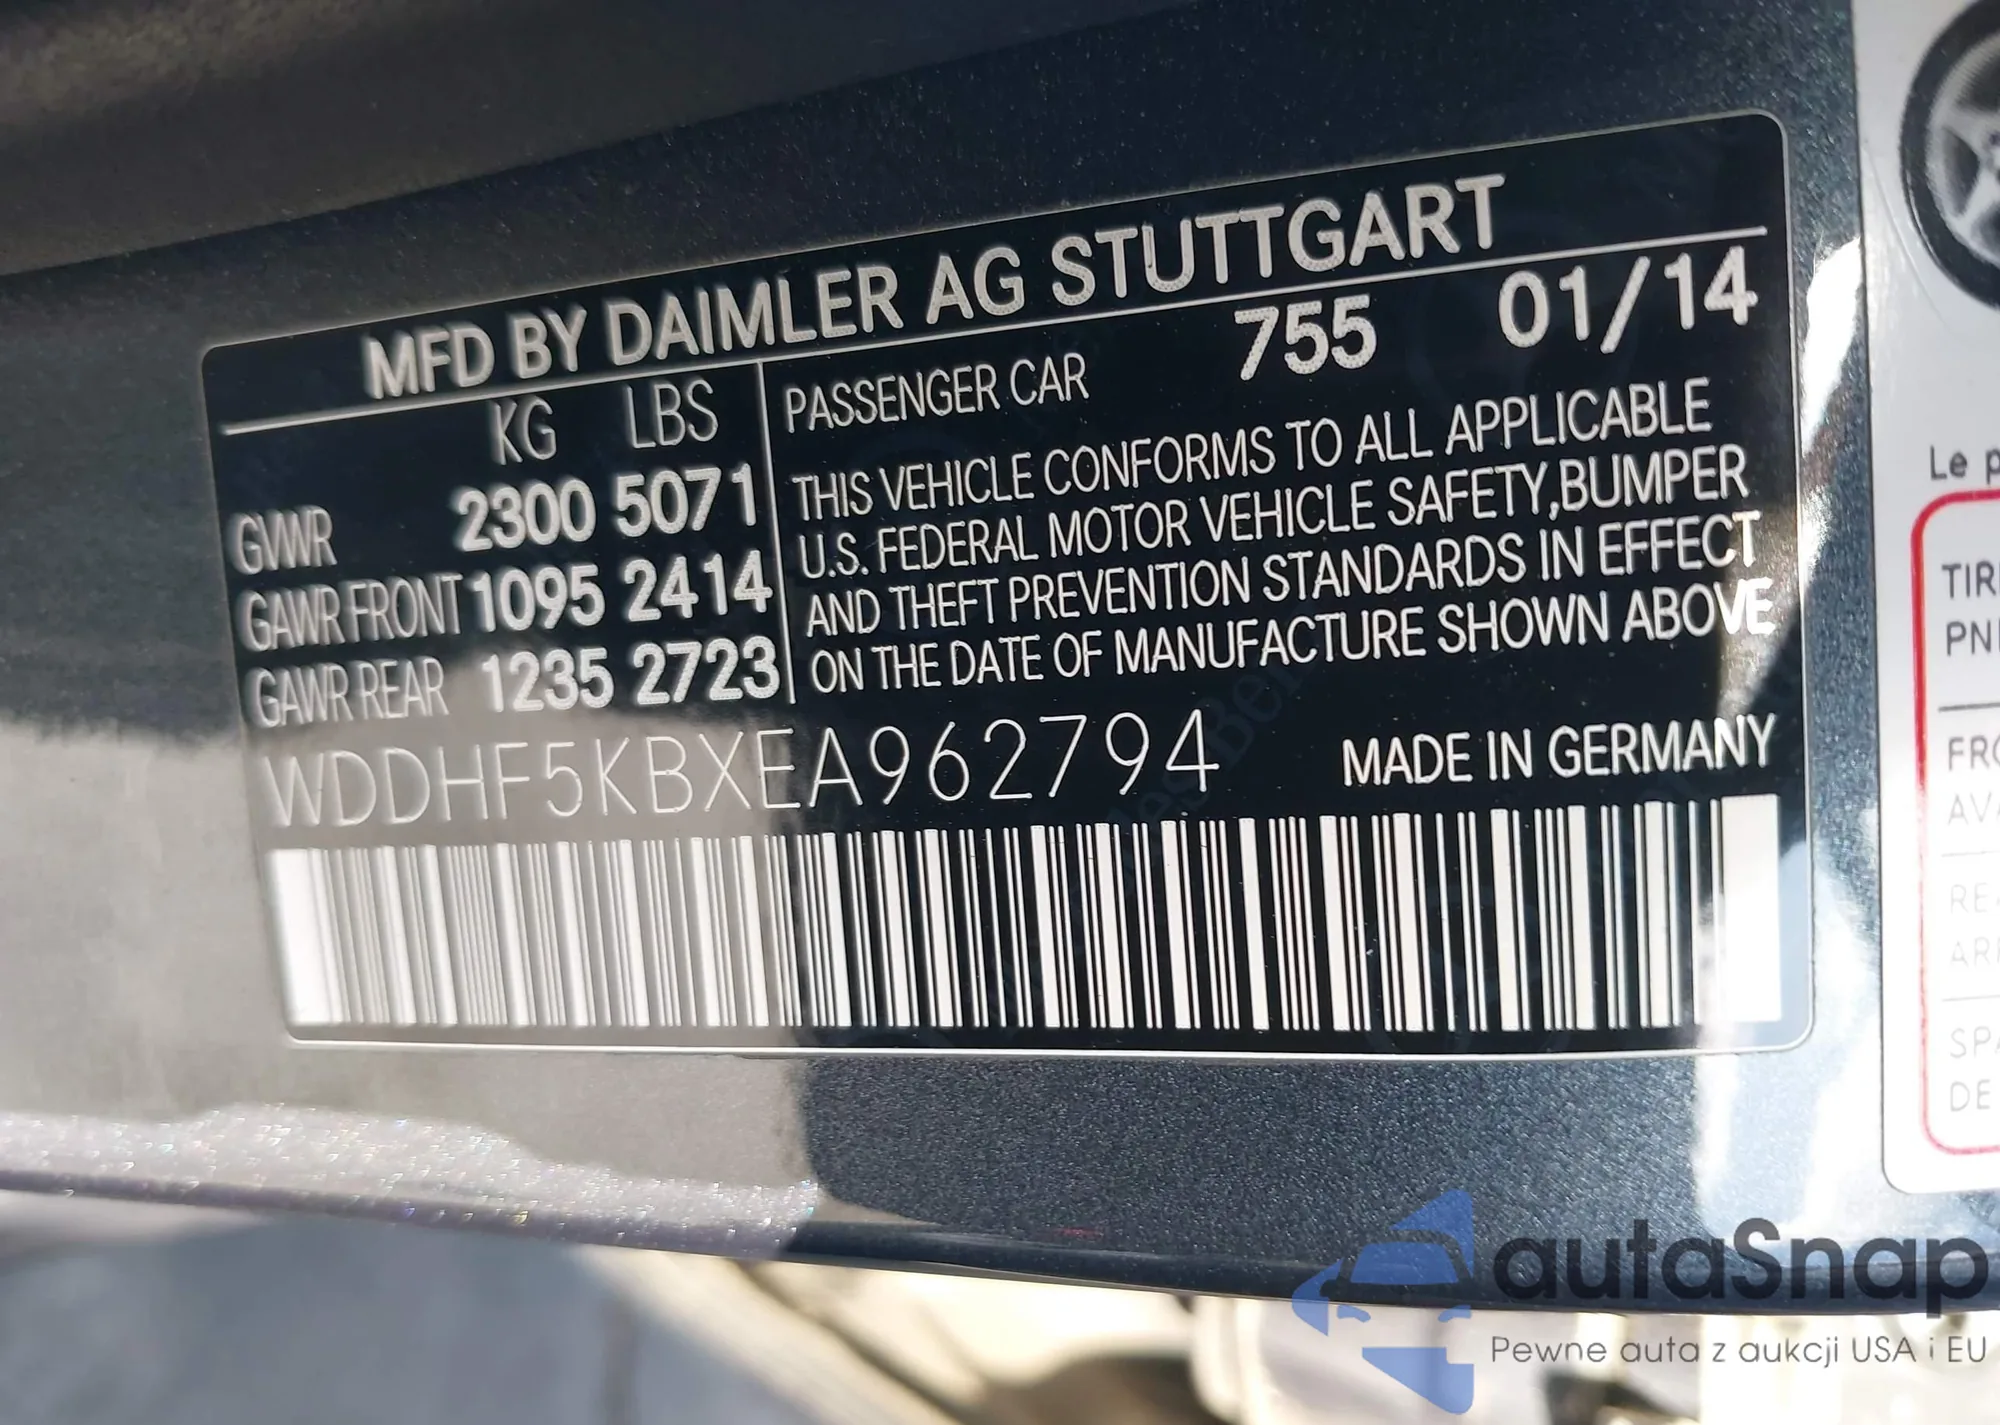 MFD BY DAIMLER AG STUTTGART
KG LBS
GVWR 2300 5071
GAWR FRONT 1095 2414
GAWR REAR 1235 2723
PASSENGER CAR 755 01/14
THIS VEHICLE CONFORMS TO ALL APPLICABLE
U.S. FEDERAL MOTOR VEHICLE SAFETY,BUMPER
AND THEFT PREVENTION STANDARDS IN EFFECT
ON THE DATE OF MANUFACTURE SHOWN ABOVE
WDDHF5KBXEA962794 MADE IN GERMANY
Le
DE
autaSnap
Pewne auta z aukcji USA i EU